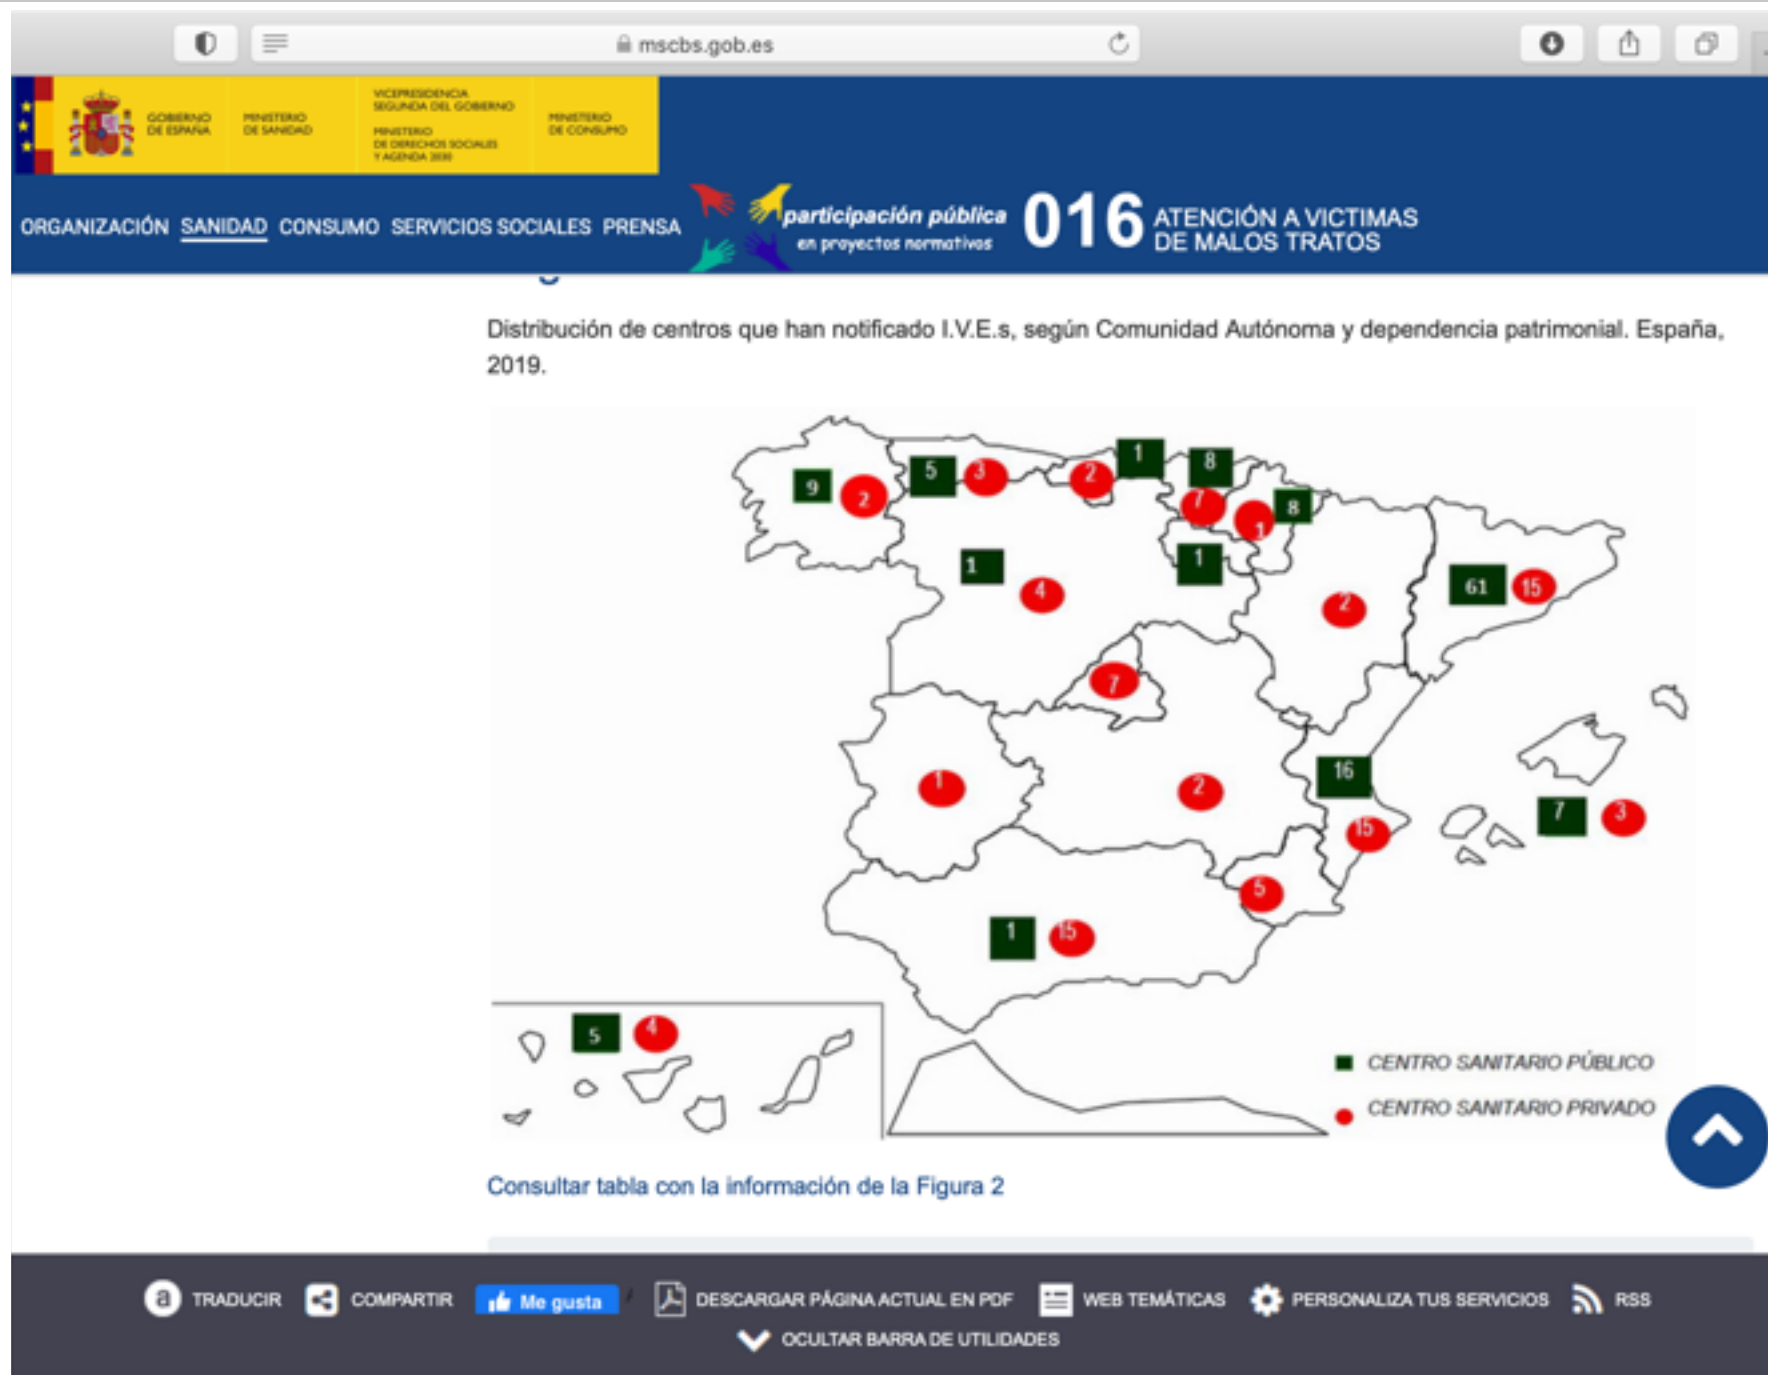 mscbs.gob.es
GOBIERNO
DE ESPAÑA
MINISTERIO
DE SANIDAD
VICEPRESIDENCIA
SEGUNDA DEL GOBIERNO
MINISTERIO
DE DERECHOS SOCIALES
Y AGENDA 2030
MINISTERIO
DE CONSUMO
ORGANIZACIÓN SANIDAD CONSUMO SERVICIOS SOCIALES PRENSA
participación pública
en proyectos normativos
016 ATENCIÓN A VICTIMAS
DE MALOS TRATOS
Distribución de centros que han notificado I.V.E.s, según Comunidad Autónoma y dependencia patrimonial. España,
2019.
1
8
5 3 2
9 2
7 8
1
1 1
4
61 15
2
7
1 2
16
7 3
15
5
1 15
5 4
CENTRO SANITARIO PÚBLICO
CENTRO SANITARIO PRIVADO
Consultar tabla con la información de la Figura 2
a TRADUCIR COMPARTIR Me gusta DESCARGAR PÁGINA ACTUAL EN PDF WEB TEMÁTICAS PERSONALIZA TUS SERVICIOS RSS
OCULTAR BARRA DE UTILIDADES